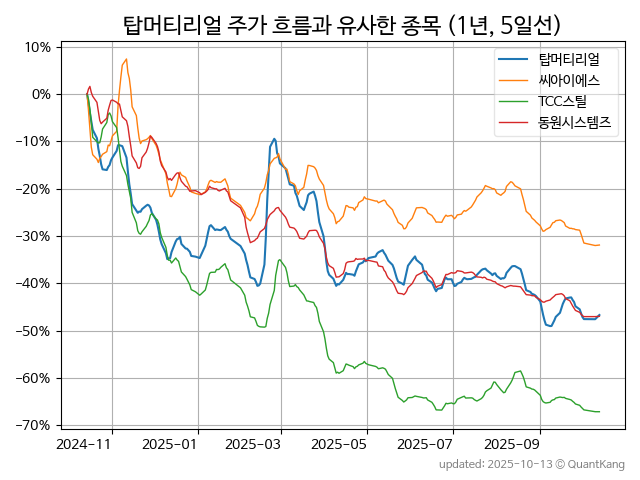 탑머티리얼 주가 흐름과 유사한 종목 (1년, 5일선)
탑머티리얼
씨아이에스
TCC스틸
동원시스템즈
10%
0%
−10%
−20%
−30%
−40%
−50%
−60%
−70%
2024-11 2025-01 2025-03 2025-05 2025-07 2025-09
updated: 2025-10-13 © QuantKang